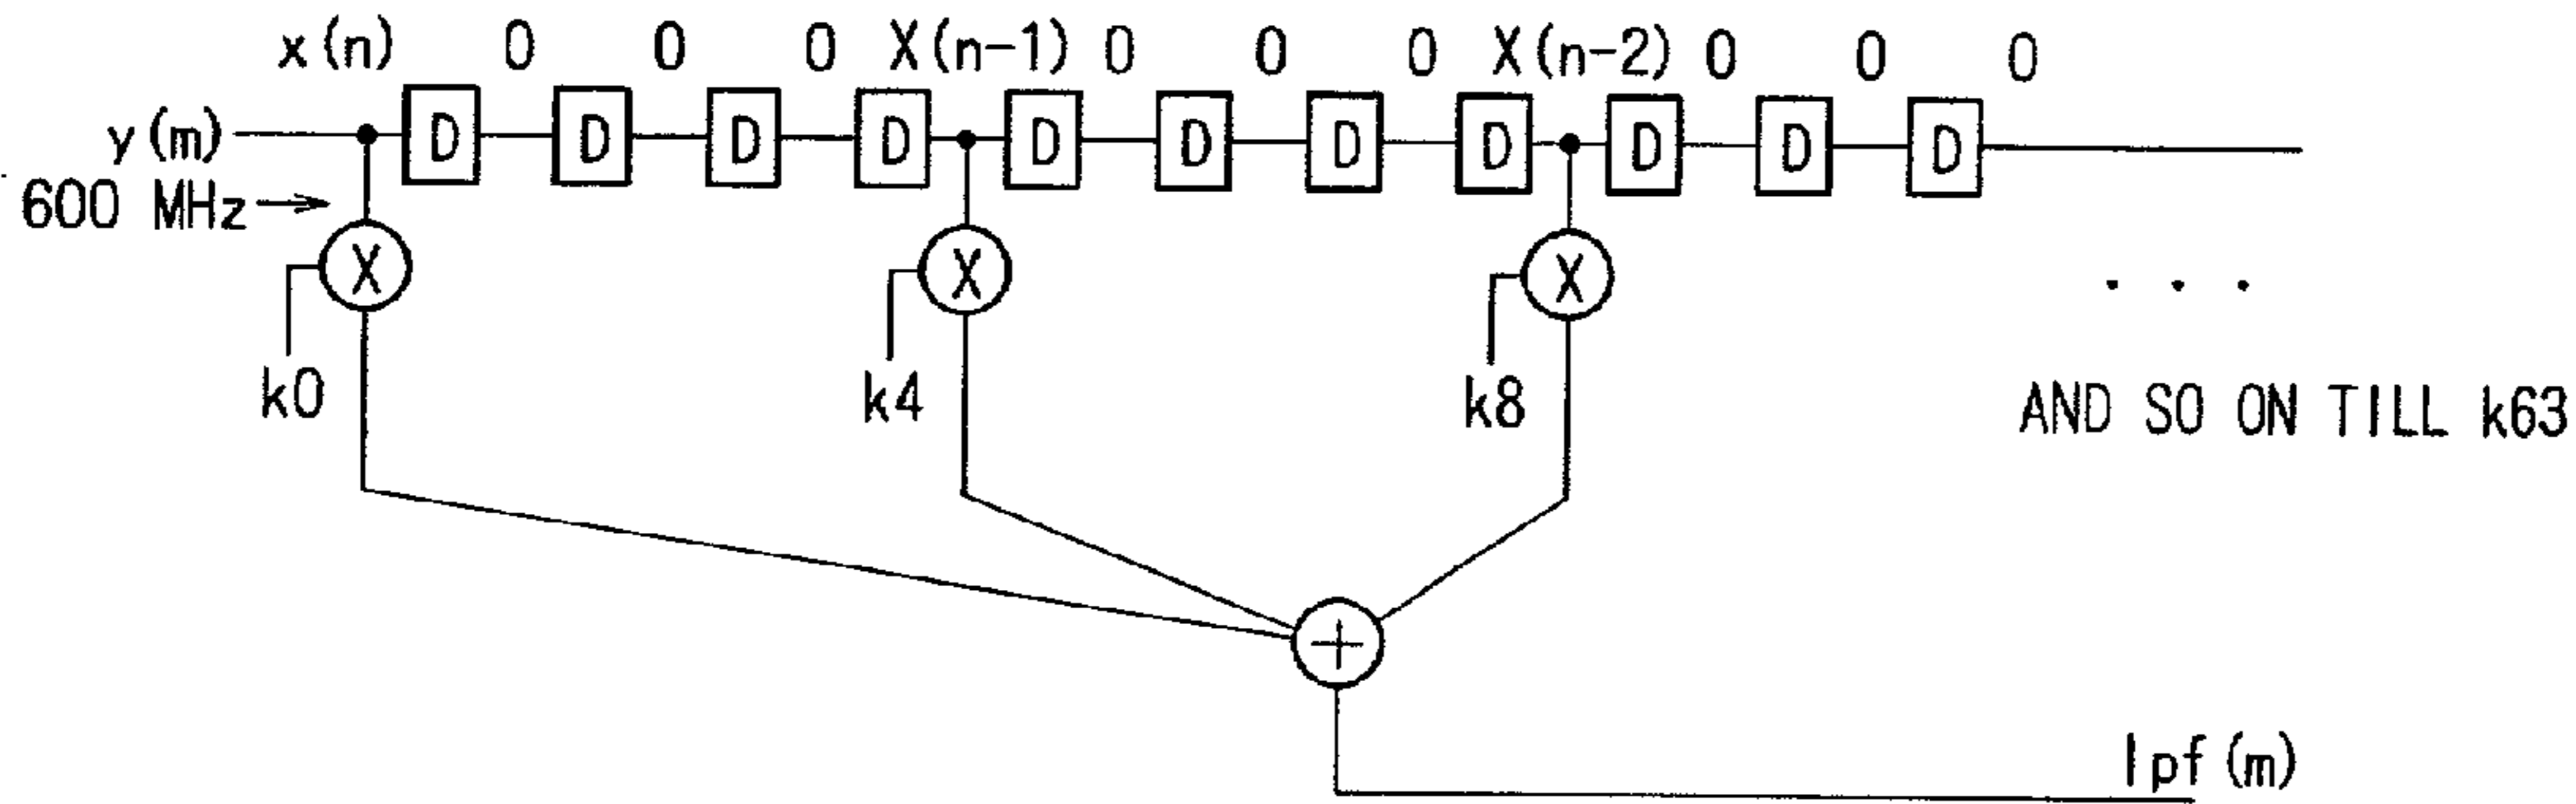 x(n) 0 0 0 X(n-1) 0 0 0 X(n-2) 0 0 0
y(m) D D D D D D D D D D D
600 MHz
X X X
k0 k4 k8
. . .
AND SO ON TILL k63
+
lpf(m)